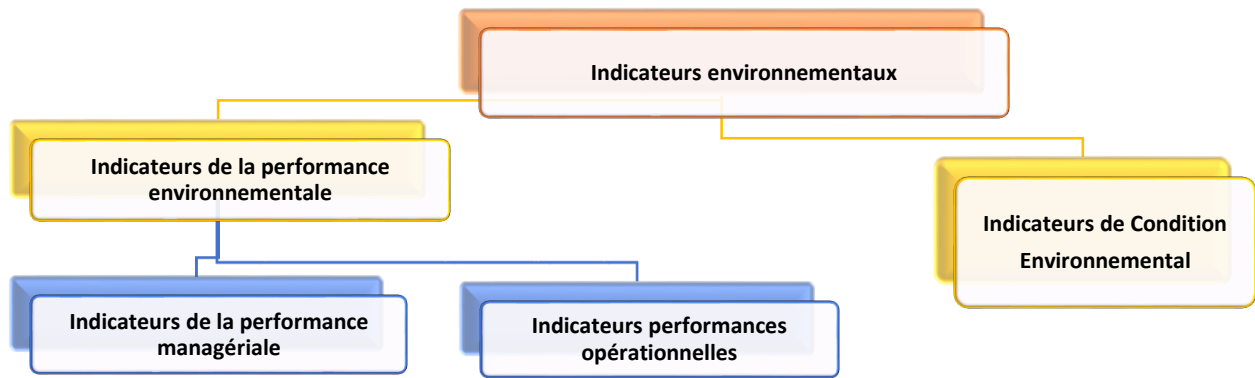 Indicateurs environnementaux
Indicateurs de la performance
environnementale
Indicateurs de Condition
Environnemental
Indicateurs de la performance
managériale
Indicateurs performances
opérationnelles